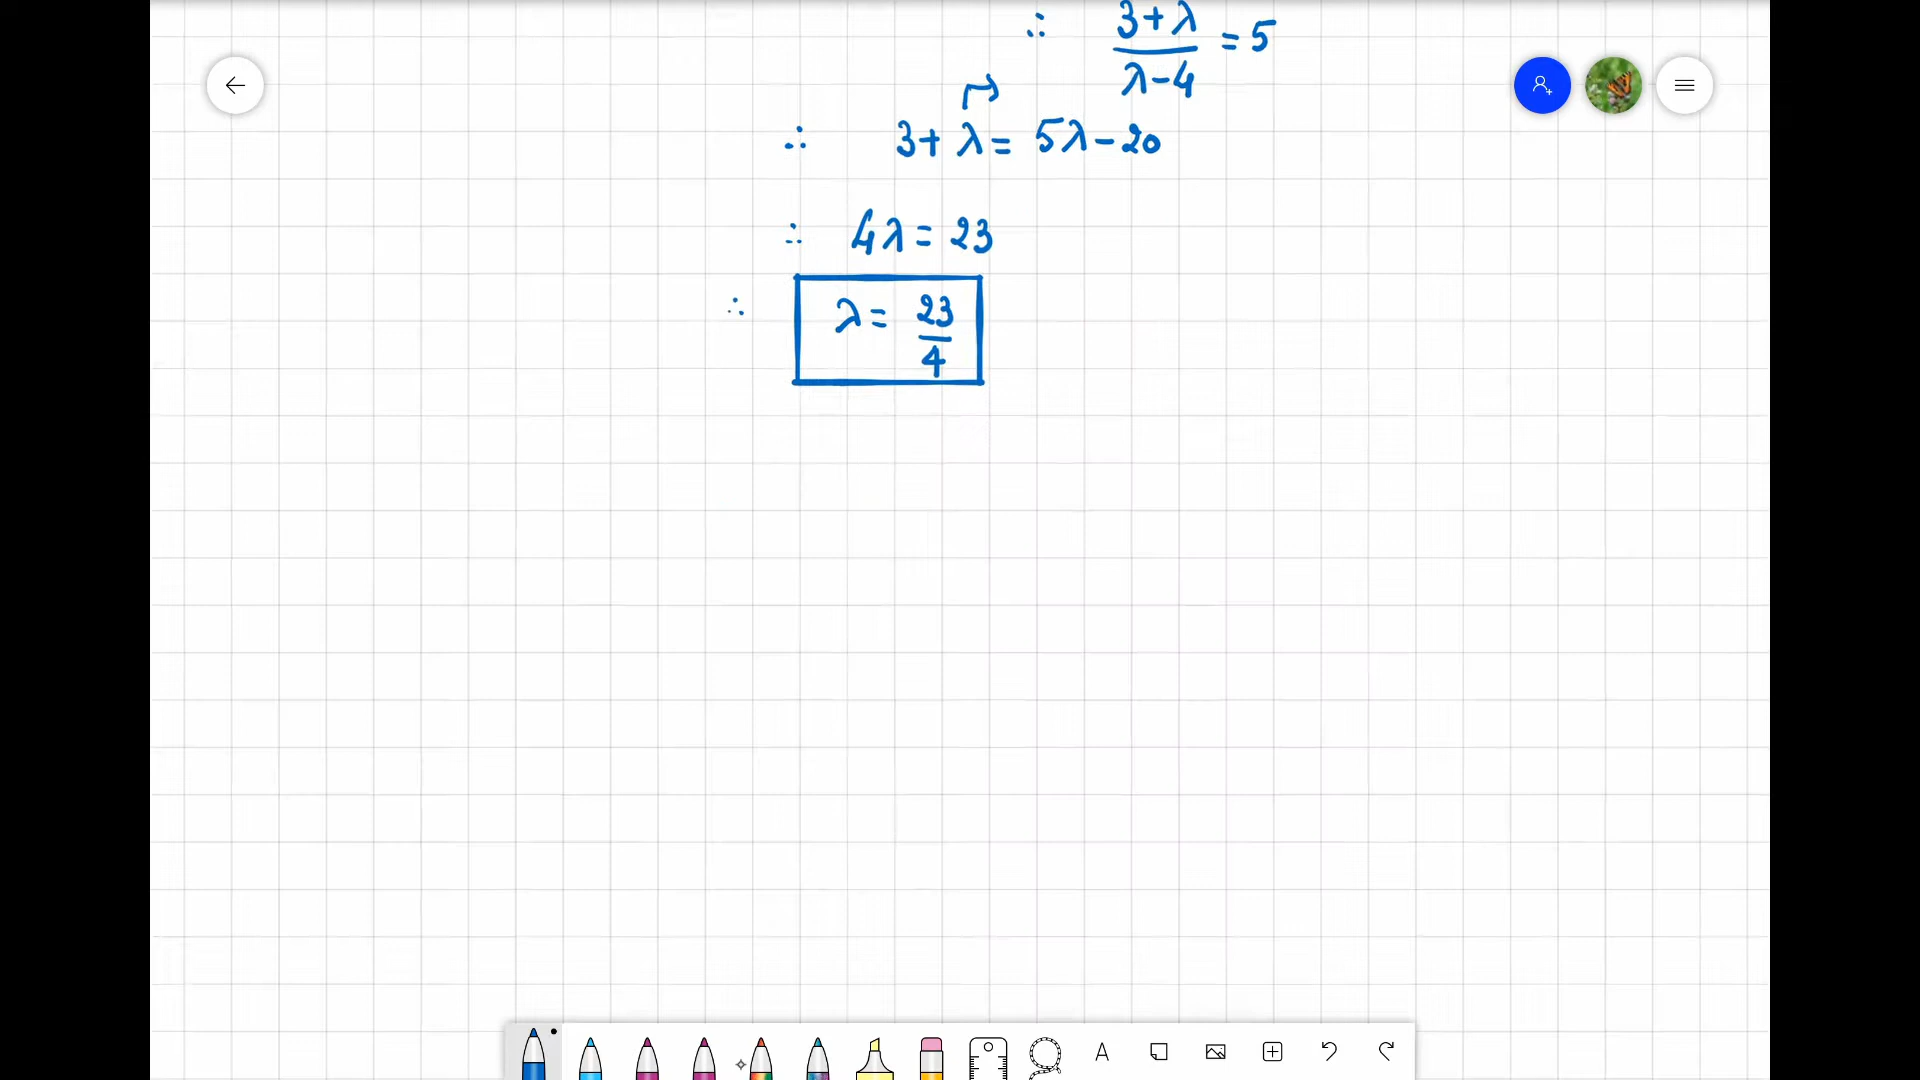 ∴ (3+λ)/(λ-4) = 5
∴ 3+λ = 5λ-20
∴ 4λ = 23
∴ λ = 23/4
A